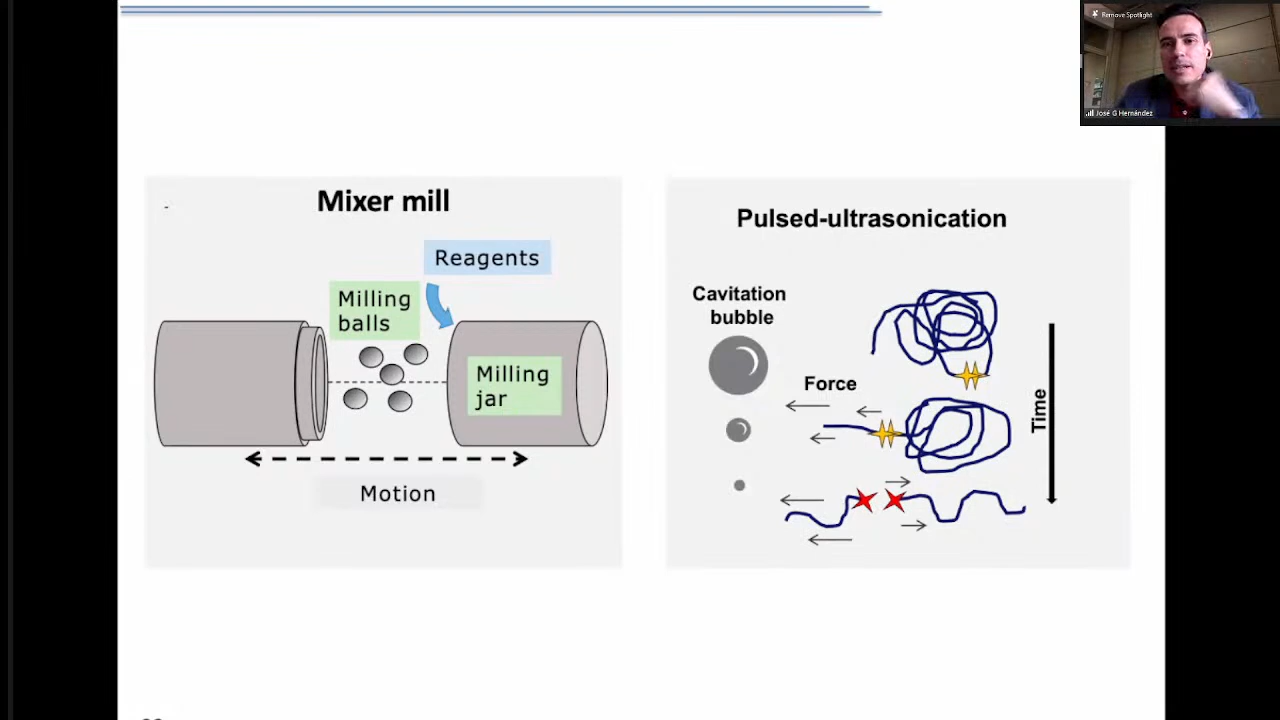 Remove Spotlight
José G Hernández
Mixer mill
Reagents
Milling
balls
Milling
jar
Motion
Pulsed-ultrasonication
Cavitation
bubble
Force
Time